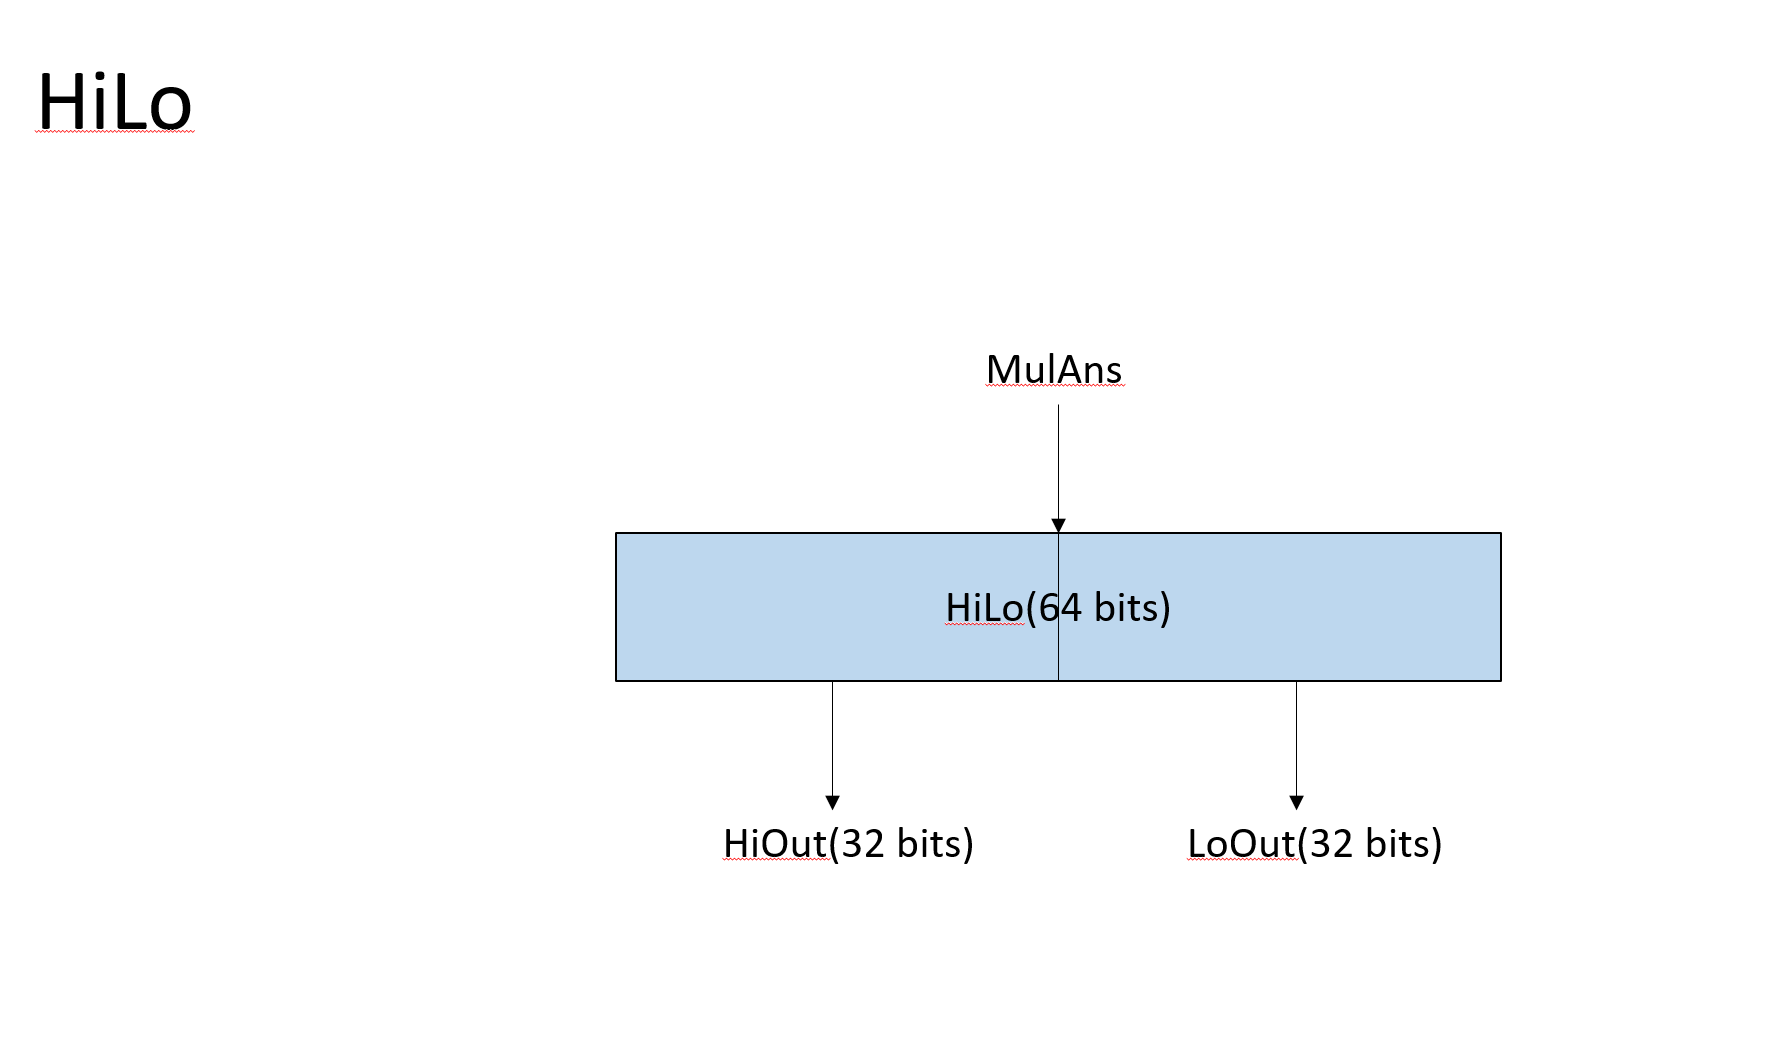 HiLo
MulAns
HiLo(64 bits)
HiOut(32 bits)
LoOut(32 bits)